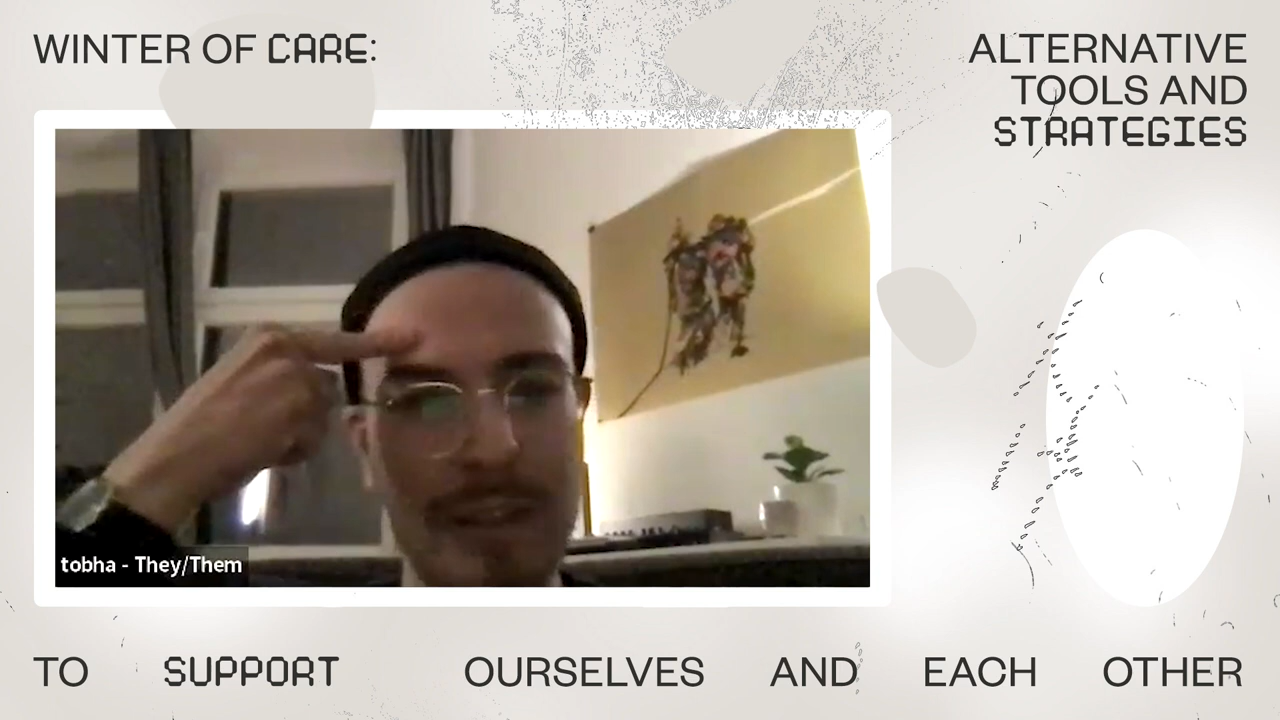 WINTER OF CARE:
ALTERNATIVE
TOOLS AND
STRATEGIES
tobha - They/Them
TO SUPPORT OURSELVES AND EACH OTHER